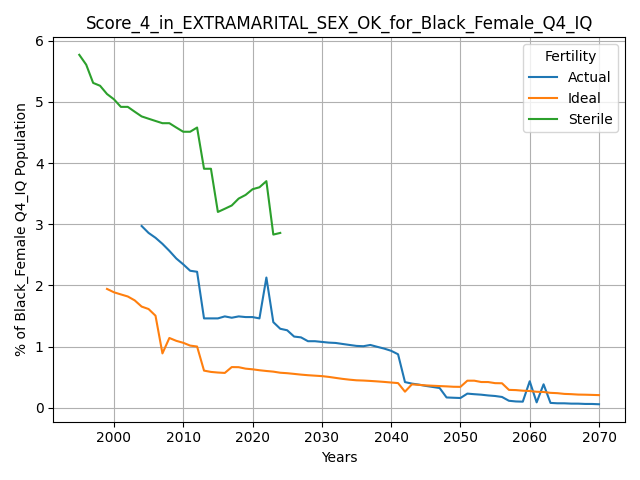 Score_4_in_EXTRAMARITAL_SEX_OK_for_Black_Female_Q4_IQ
Fertility
Actual
Ideal
Sterile
% of Black_Female Q4_IQ Population
6
5
4
3
2
1
0
2000 2010 2020 2030 2040 2050 2060 2070
Years